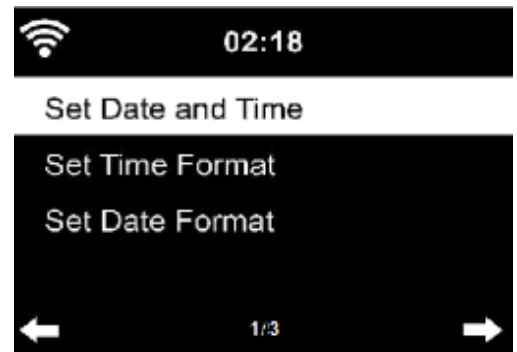 02:18
Set Date and Time
Set Time Format
Set Date Format
1/3